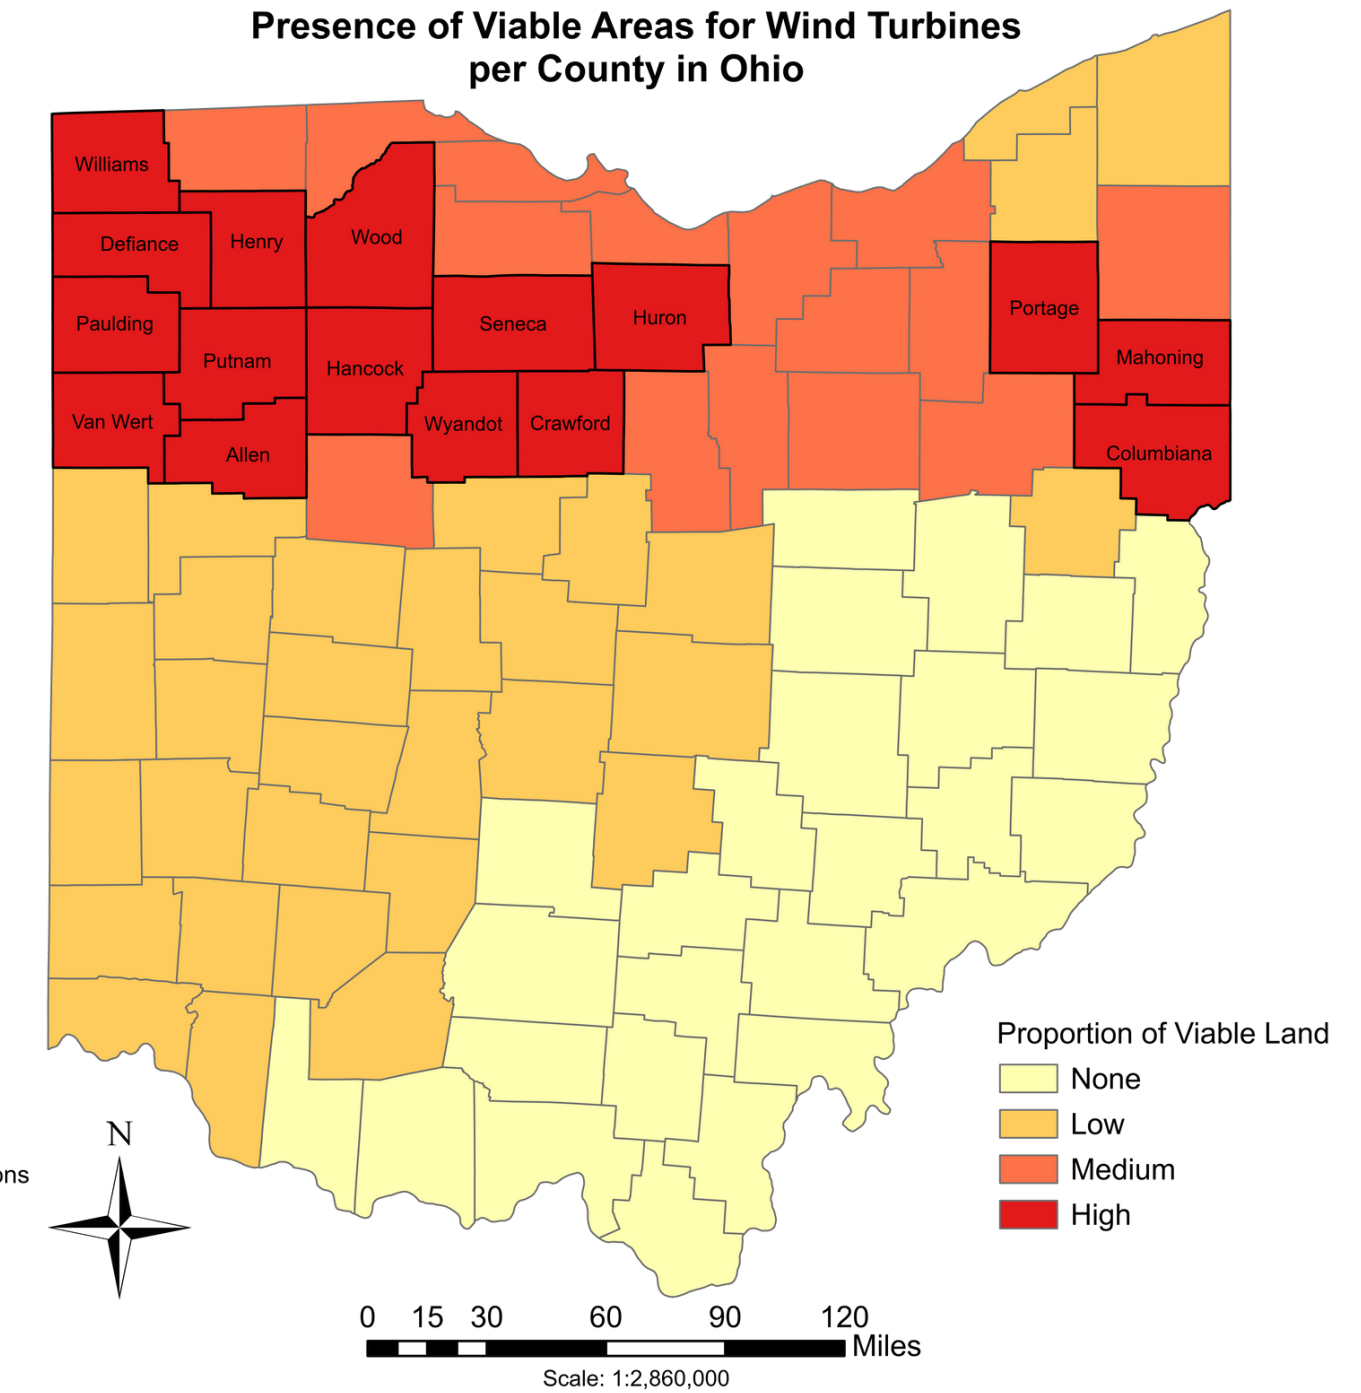 Presence of Viable Areas for Wind Turbines
per County in Ohio
Williams
Defiance
Henry
Wood
Paulding
Putnam
Hancock
Seneca
Huron
Portage
Mahoning
Van Wert
Allen
Wyandot
Crawford
Columbiana
Proportion of Viable Land
None
Low
Medium
High
N
ons
0 15 30 60 90 120
Miles
Scale: 1:2,860,000